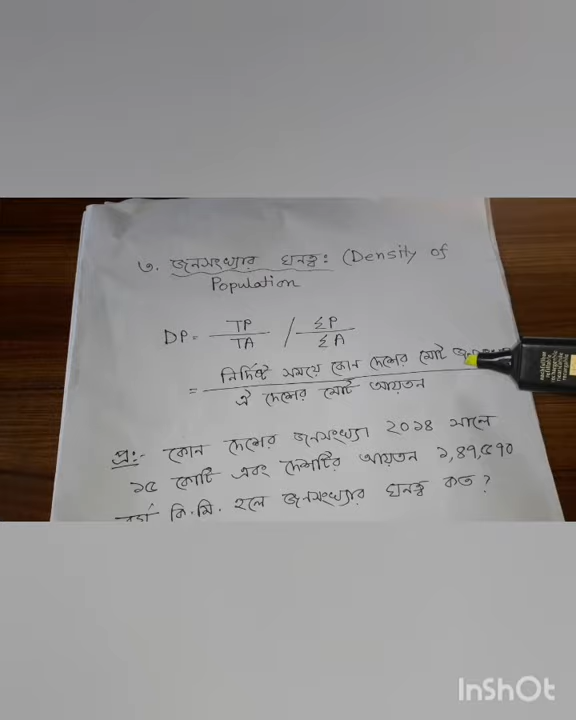 ৩. জনসংখ্যার ঘনত্ব: (Density of
Population
DP = TP/TA / ΣP/ΣA
= নির্দিষ্ট সময়ে কোন দেশের মোট
ঐ দেশের মোট আয়তন
প্র:- কোন দেশের জনসংখ্যা ২০১৪ সালে
১৫ কোটি এবং দেশটির আয়তন ১,৪৭,৫৭০
বর্গ কি.মি. হলে জনসংখ্যার ঘনত্ব কত?
InShOt